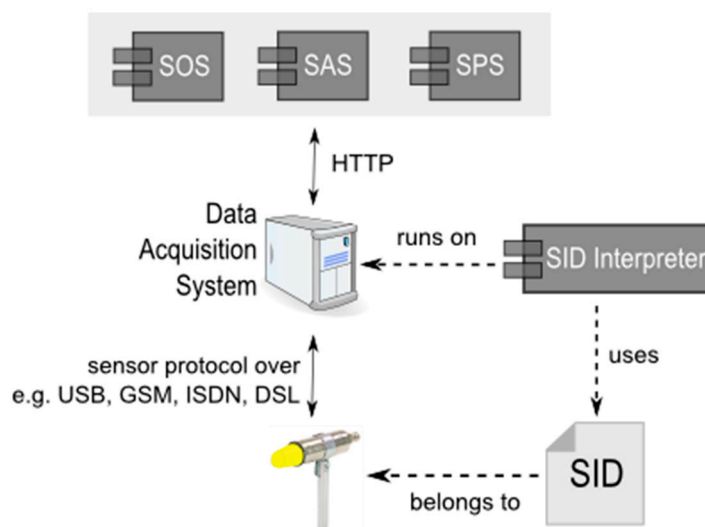 SOS
SAS
SPS
HTTP
Data
Acquisition
System
runs on
SID Interpreter
sensor protocol over
e.g. USB, GSM, ISDN, DSL
uses
belongs to
SID